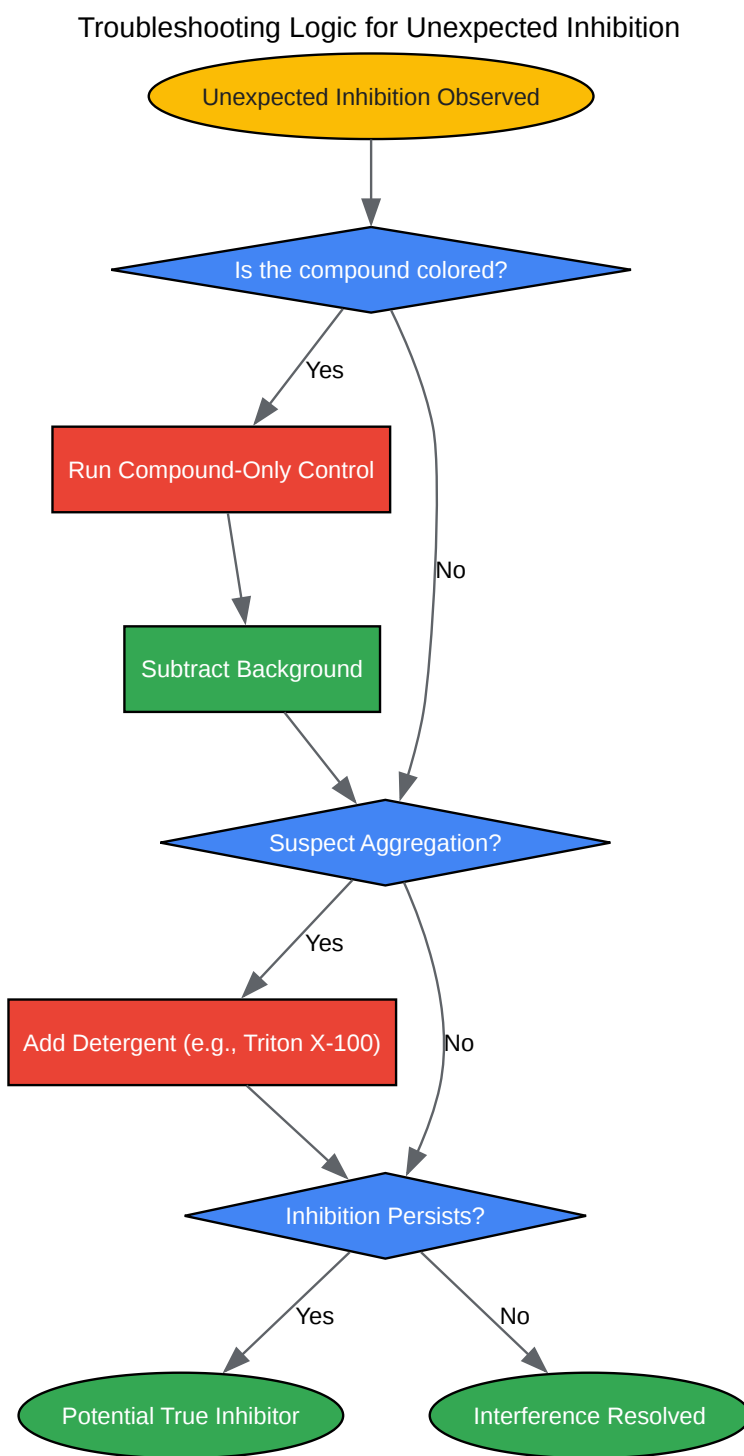 Troubleshooting Logic for Unexpected Inhibition
Unexpected Inhibition Observed
Is the compound colored?
Yes
Run Compound-Only Control
No
Subtract Background
Suspect Aggregation?
Yes
Add Detergent (e.g., Triton X-100)
No
Inhibition Persists?
Yes
No
Potential True Inhibitor
Interference Resolved